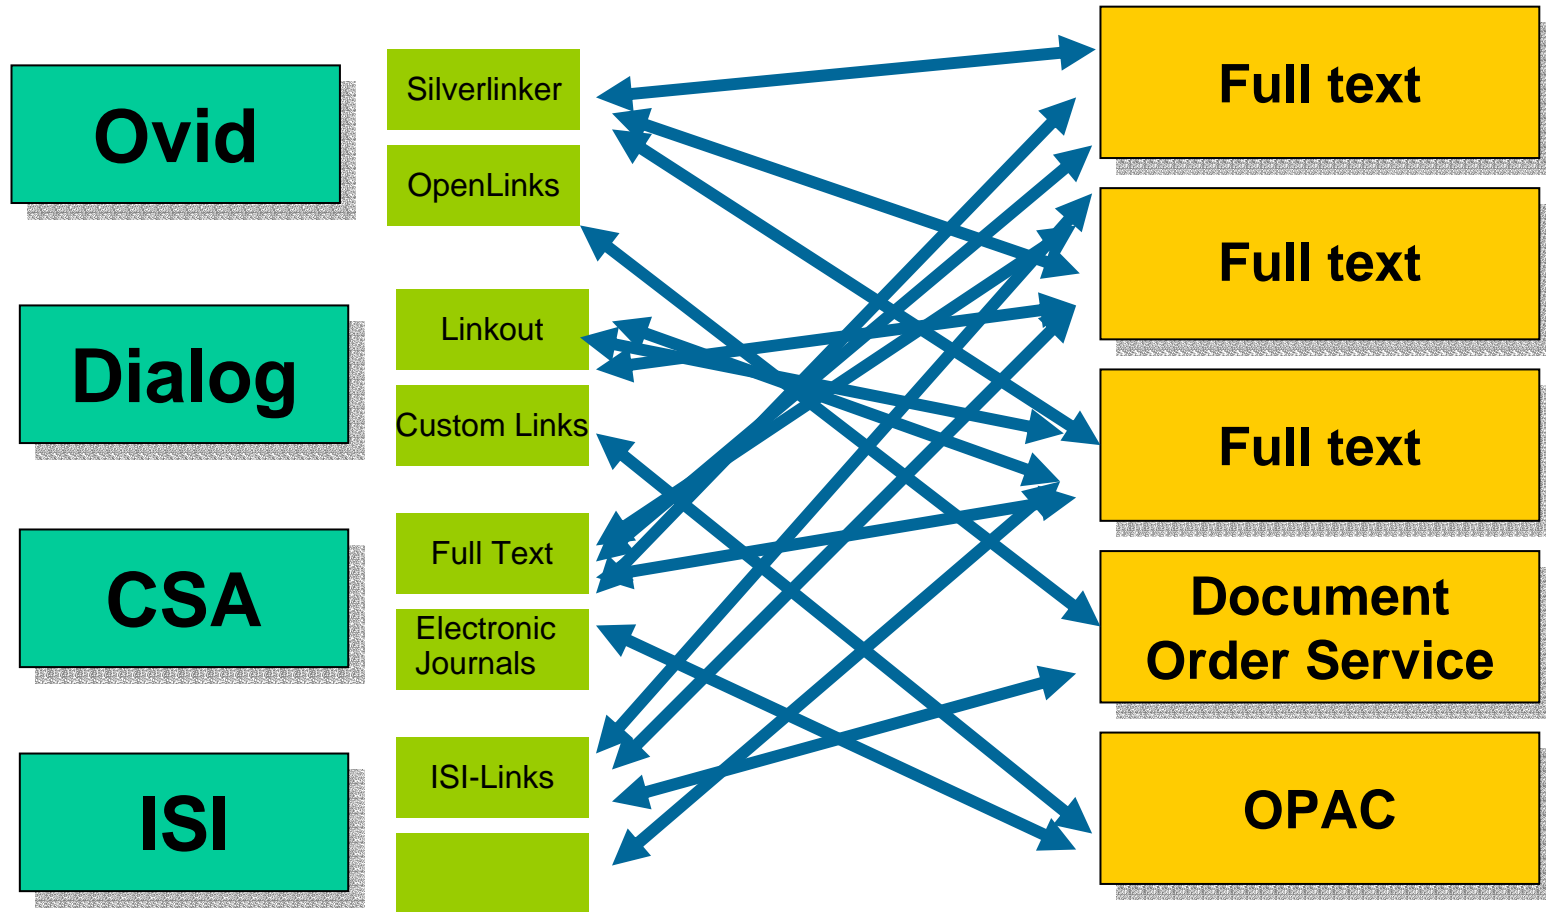 Ovid
Silverlinker
OpenLinks
Dialog
Linkout
Custom Links
CSA
Full Text
Electronic
Journals
ISI
ISI-Links
Full text
Full text
Full text
Document
Order Service
OPAC